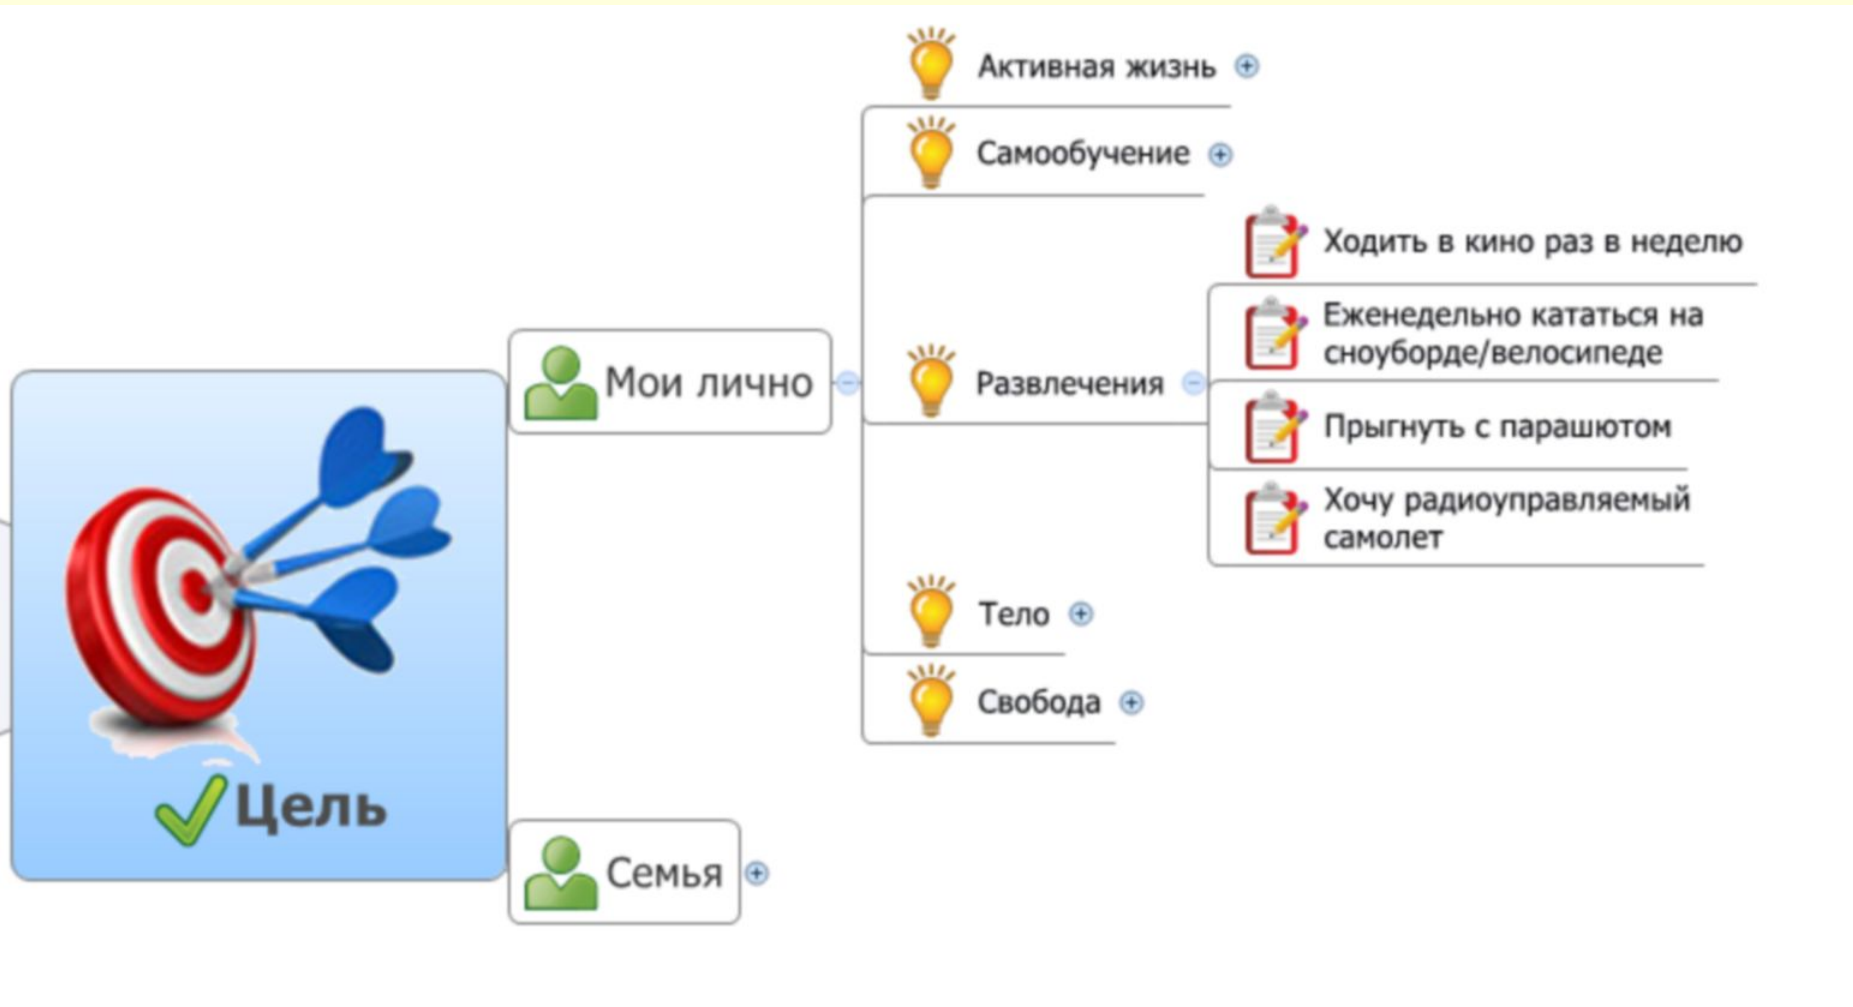 Активная жизнь
Самообучение
Ходить в кино раз в неделю
Еженедельно кататься на
сноуборде/велосипеде
Мои лично
Развлечения
Прыгнуть с парашютом
Хочу радиоуправляемый
самолет
Тело
Свобода
Цель
Семья